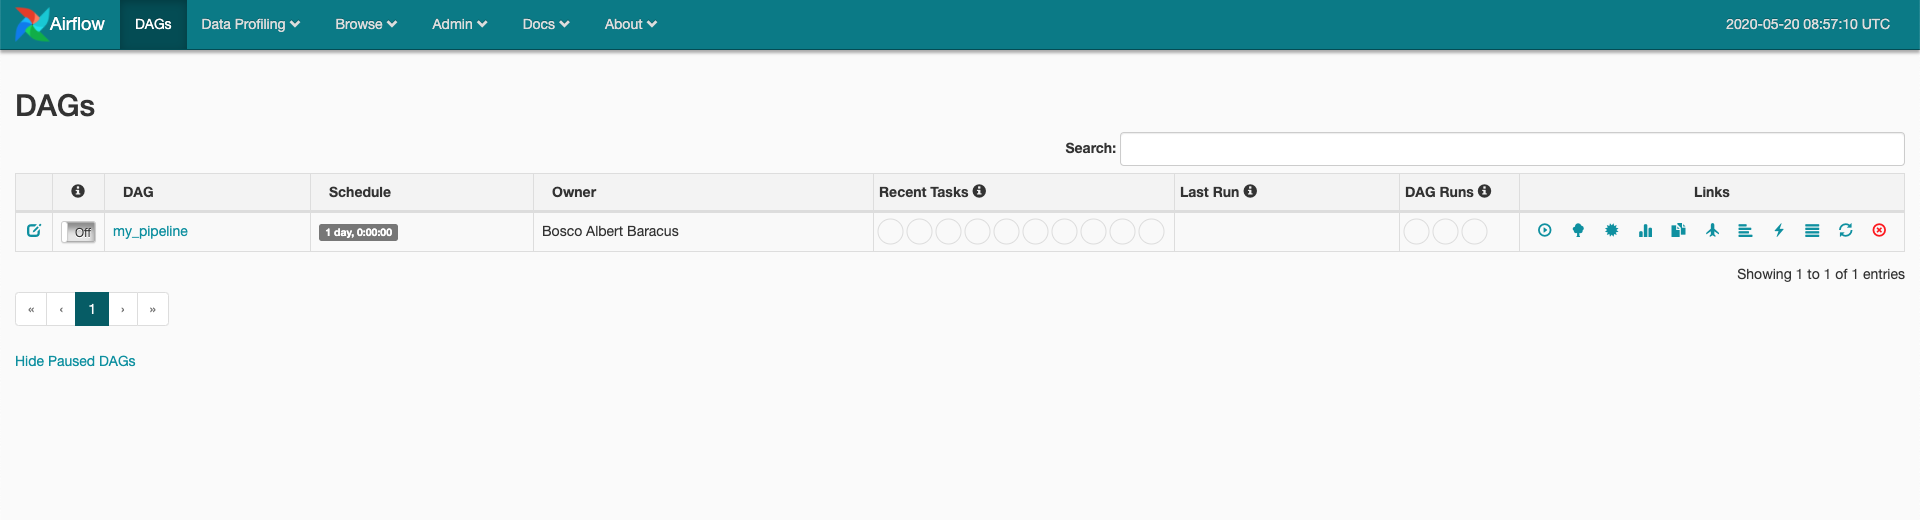 Airflow DAGs Data Profiling Browse Admin Docs About 2020-05-20 08:57:10 UTC
DAGs
Search:
DAG Schedule Owner Recent Tasks Last Run DAG Runs Links
Off my_pipeline 1 day, 0:00:00 Bosco Albert Baracus
Showing 1 to 1 of 1 entries
« ‹ 1 › »
Hide Paused DAGs